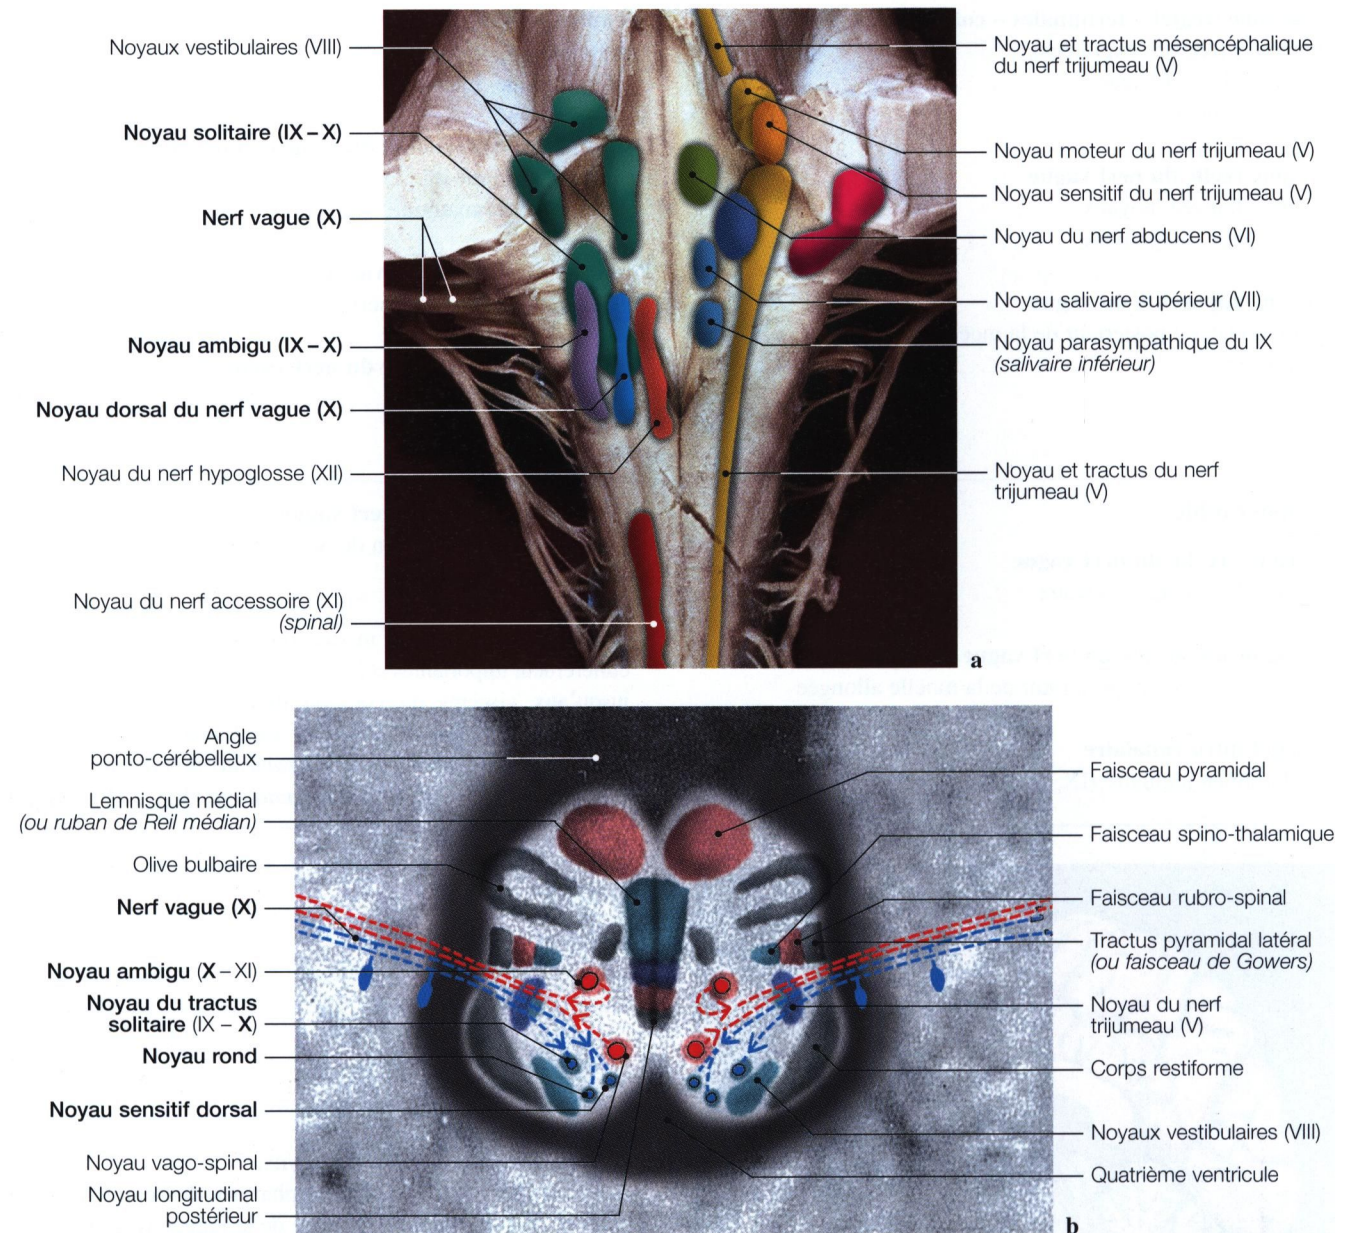 Noyaux vestibulaires (VIII)
Noyau solitaire (IX – X)
Nerf vague (X)
Noyau ambigu (IX – X)
Noyau dorsal du nerf vague (X)
Noyau du nerf hypoglosse (XII)
Noyau du nerf accessoire (XI)
(spinal)
Noyau et tractus mésencéphalique
du nerf trijumeau (V)
Noyau moteur du nerf trijumeau (V)
Noyau sensitif du nerf trijumeau (V)
Noyau du nerf abducens (VI)
Noyau salivaire supérieur (VII)
Noyau parasympathique du IX
(salivaire inférieur)
Noyau et tractus du nerf
trijumeau (V)
a
Angle
ponto-cérébelleux
Lemnisque médial
(ou ruban de Reil médian)
Olive bulbaire
Nerf vague (X)
Noyau ambigu (X – XI)
Noyau du tractus
solitaire (IX – X)
Noyau rond
Noyau sensitif dorsal
Noyau vago-spinal
Noyau longitudinal
postérieur
Faisceau pyramidal
Faisceau spino-thalamique
Faisceau rubro-spinal
Tractus pyramidal latéral
(ou faisceau de Gowers)
Noyau du nerf
trijumeau (V)
Corps restiforme
Noyaux vestibulaires (VIII)
Quatrième ventricule
b